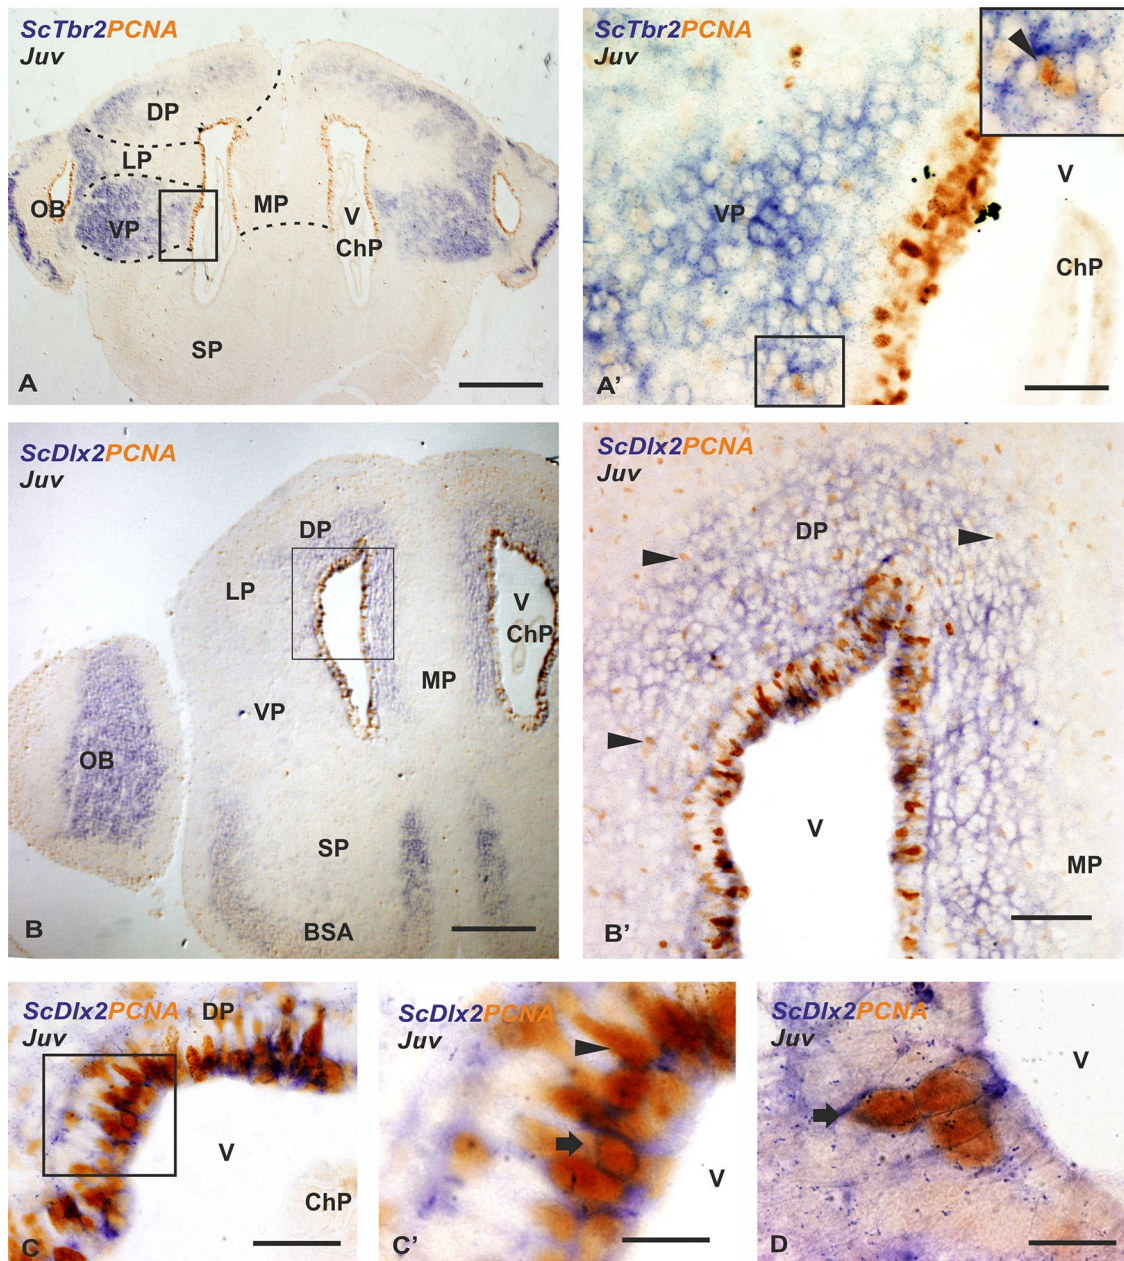 ScTbr2PCNA
Juv
DP
LP
OB
VP
MP
V
ChP
SP
A
ScTbr2PCNA
Juv
V
VP
ChP
A'
ScDlx2PCNA
Juv
DP
LP
V
ChP
MP
VP
OB
SP
BSA
B
ScDlx2PCNA
Juv
DP
V
MP
B'
ScDlx2PCNA
Juv
DP
V
ChP
C
ScDlx2PCNA
Juv
V
C'
ScDlx2PCNA
Juv
V
D